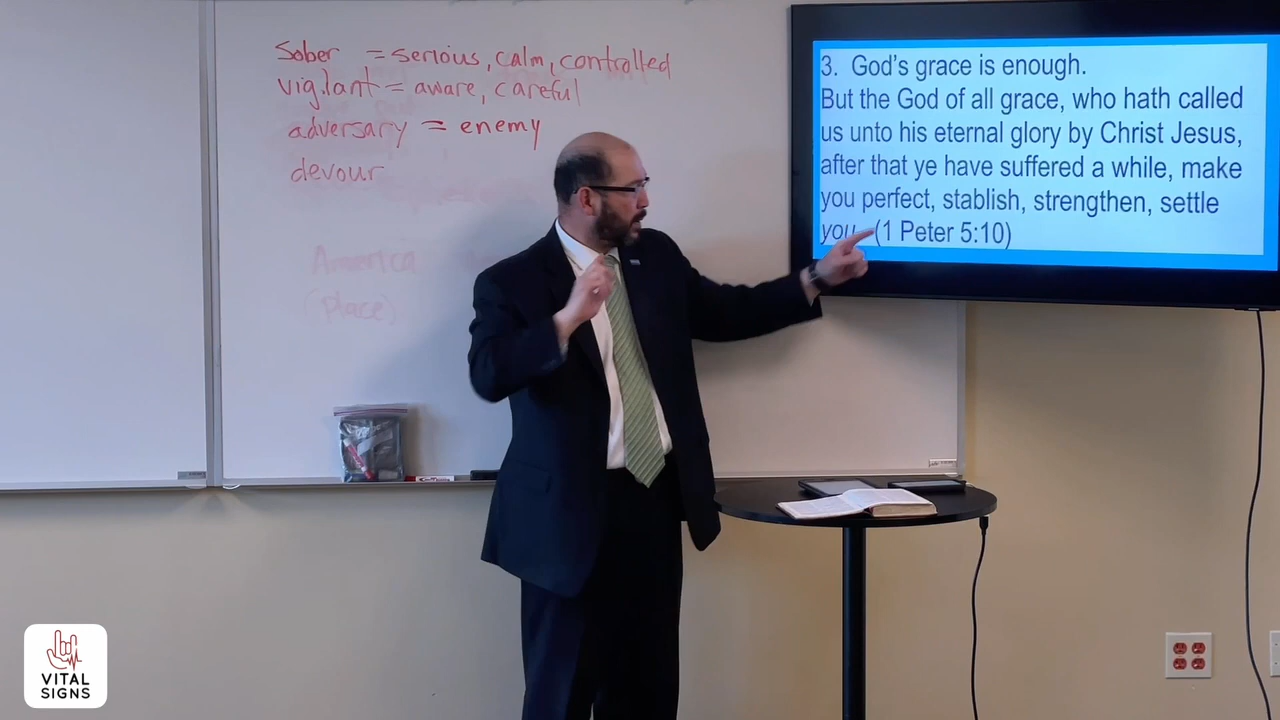 Sober = serious, calm, controlled
vigilant = aware, careful
adversary = enemy
devour
America
(place)
3. God's grace is enough.
But the God of all grace, who hath called
us unto his eternal glory by Christ Jesus,
after that ye have suffered a while, make
you perfect, stablish, strengthen, settle
you. (1 Peter 5:10)
VITAL
SIGNS